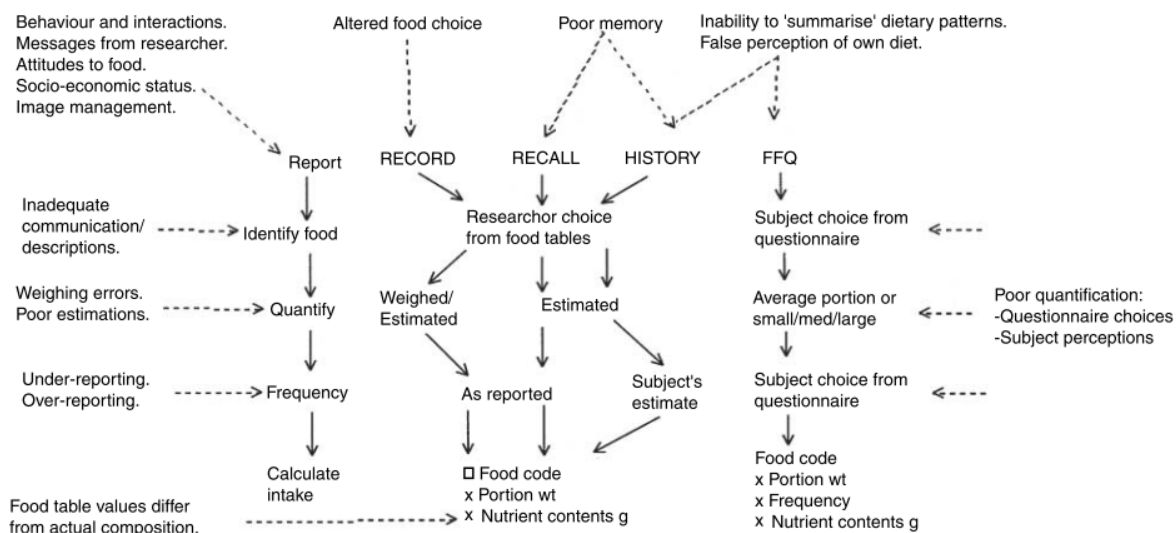 Behaviour and interactions.
Messages from researcher.
Attitudes to food.
Socio-economic status.
Image management.
Altered food choice
Poor memory
Inability to 'summarise' dietary patterns.
False perception of own diet.
Report
RECORD
RECALL
HISTORY
FFQ
Inadequate
communication/
descriptions.
Identify food
Researchor choice
from food tables
Subject choice from
questionnaire
Weighing errors.
Poor estimations.
Quantify
Weighed/
Estimated
Estimated
Average portion or
small/med/large
Poor quantification:
-Questionnaire choices
-Subject perceptions
Under-reporting.
Over-reporting.
Frequency
As reported
Subject's
estimate
Subject choice from
questionnaire
Calculate
intake
Food code
x Portion wt
x Nutrient contents g
Food code
x Portion wt
x Frequency
x Nutrient contents g
Food table values differ
from actual composition.